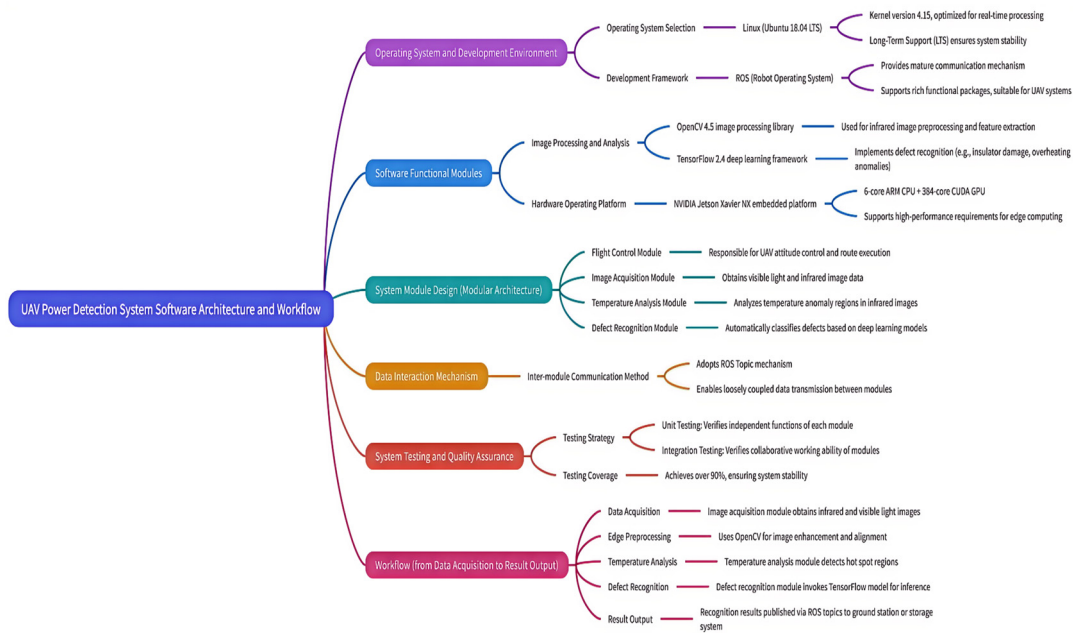 UAV Power Detection System Software Architecture and Workflow
Operating System and Development Environment
Operating System Selection
Linux (Ubuntu 18.04 LTS)
Kernel version 4.15, optimized for real-time processing
Long-Term Support (LTS) ensures system stability
Development Framework
ROS (Robot Operating System)
Provides mature communication mechanism
Supports rich functional packages, suitable for UAV systems
Software Functional Modules
Image Processing and Analysis
OpenCV 4.5 image processing library
Used for infrared image preprocessing and feature extraction
TensorFlow 2.4 deep learning framework
Implements defect recognition (e.g., insulator damage, overheating
anomalies)
Hardware Operating Platform
NVIDIA Jetson Xavier NX embedded platform
6-core ARM CPU + 384-core CUDA GPU
Supports high-performance requirements for edge computing
System Module Design (Modular Architecture)
Flight Control Module
Responsible for UAV attitude control and route execution
Image Acquisition Module
Obtains visible light and infrared image data
Temperature Analysis Module
Analyzes temperature anomaly regions in infrared images
Defect Recognition Module
Automatically classifies defects based on deep learning models
Data Interaction Mechanism
Inter-module Communication Method
Adopts ROS Topic mechanism
Enables loosely coupled data transmission between modules
System Testing and Quality Assurance
Testing Strategy
Unit Testing: Verifies independent functions of each module
Integration Testing: Verifies collaborative working ability of modules
Testing Coverage
Achieves over 90%, ensuring system stability
Workflow (from Data Acquisition to Result Output)
Data Acquisition
Image acquisition module obtains infrared and visible light images
Edge Preprocessing
Uses OpenCV for image enhancement and alignment
Temperature Analysis
Temperature analysis module detects hot spot regions
Defect Recognition
Defect recognition module invokes TensorFlow model for inference
Result Output
Recognition results published via ROS topics to ground station or storage
system